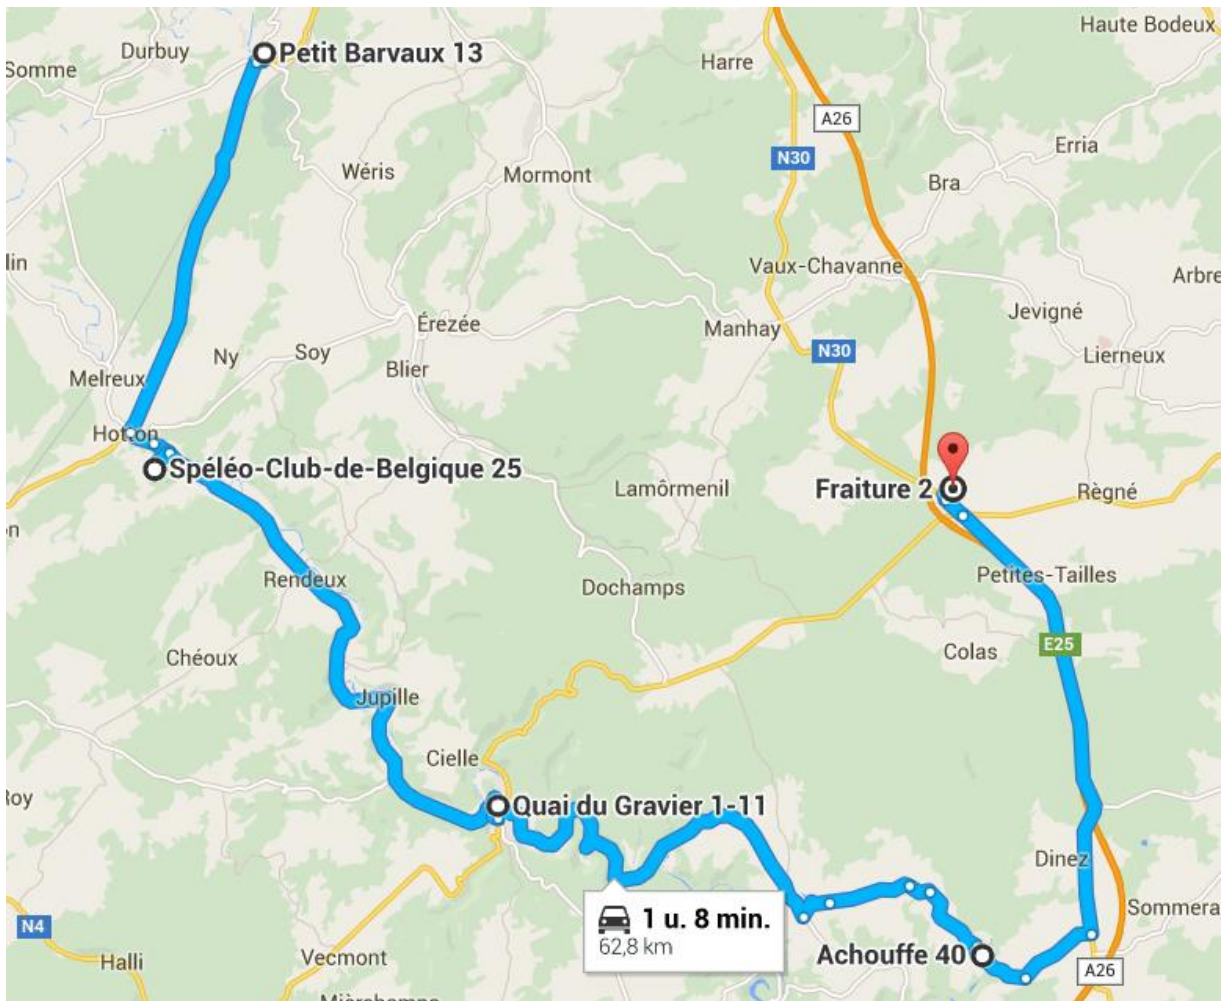 Haute Bodeux
Durbuy
Petit Barvaux 13
Harre
Somme
A26
Erria
N30
Wéris
Mormont
Bra
lin
Vaux-Chavanne
Arbre
Jevigné
Érezée
Manhay
Ny
Soy
N30
Lierneux
Blier
Melreux
Hotton
Spéléo-Club-de-Belgique 25
Lamôrmenil
Fraiture 2
Règné
n
Rendeux
Dochamps
Petites-Tailles
Chéoux
Colas
E25
Jupille
Cielle
Roy
Quai du Gravier 1-11
Dinez
1 u. 8 min.
62,8 km
Sommera
N4
Halli
Vecmont
Achouffe 40
A26